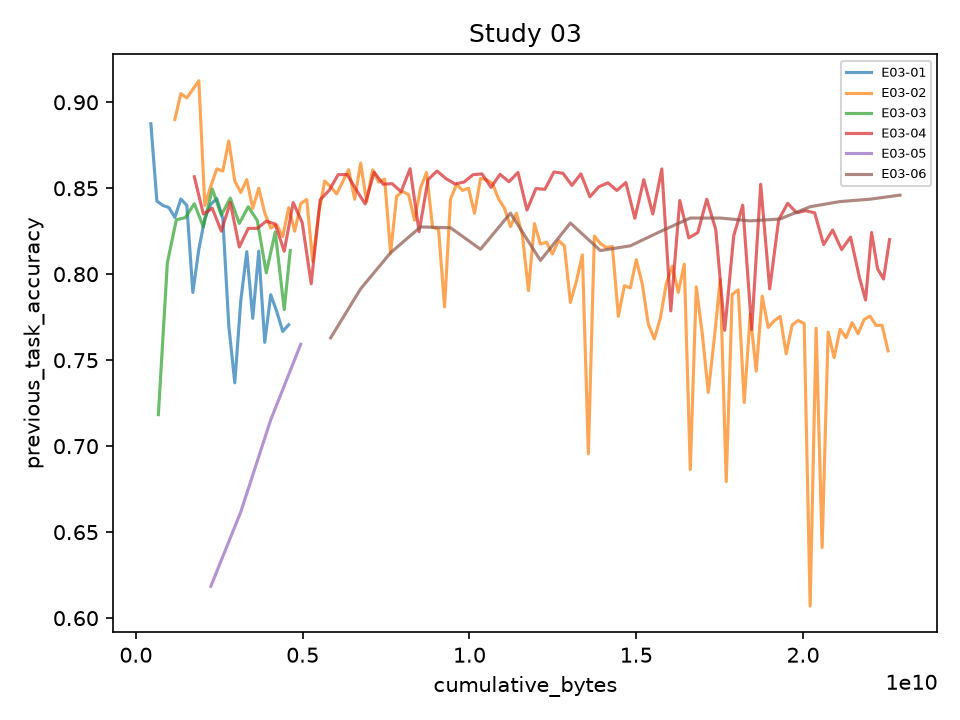 Study 03
E03-01
E03-02
E03-03
E03-04
E03-05
E03-06
previous_task_accuracy
0.90
0.85
0.80
0.75
0.70
0.65
0.60
0.0 0.5 1.0 1.5 2.0
1e10
cumulative_bytes